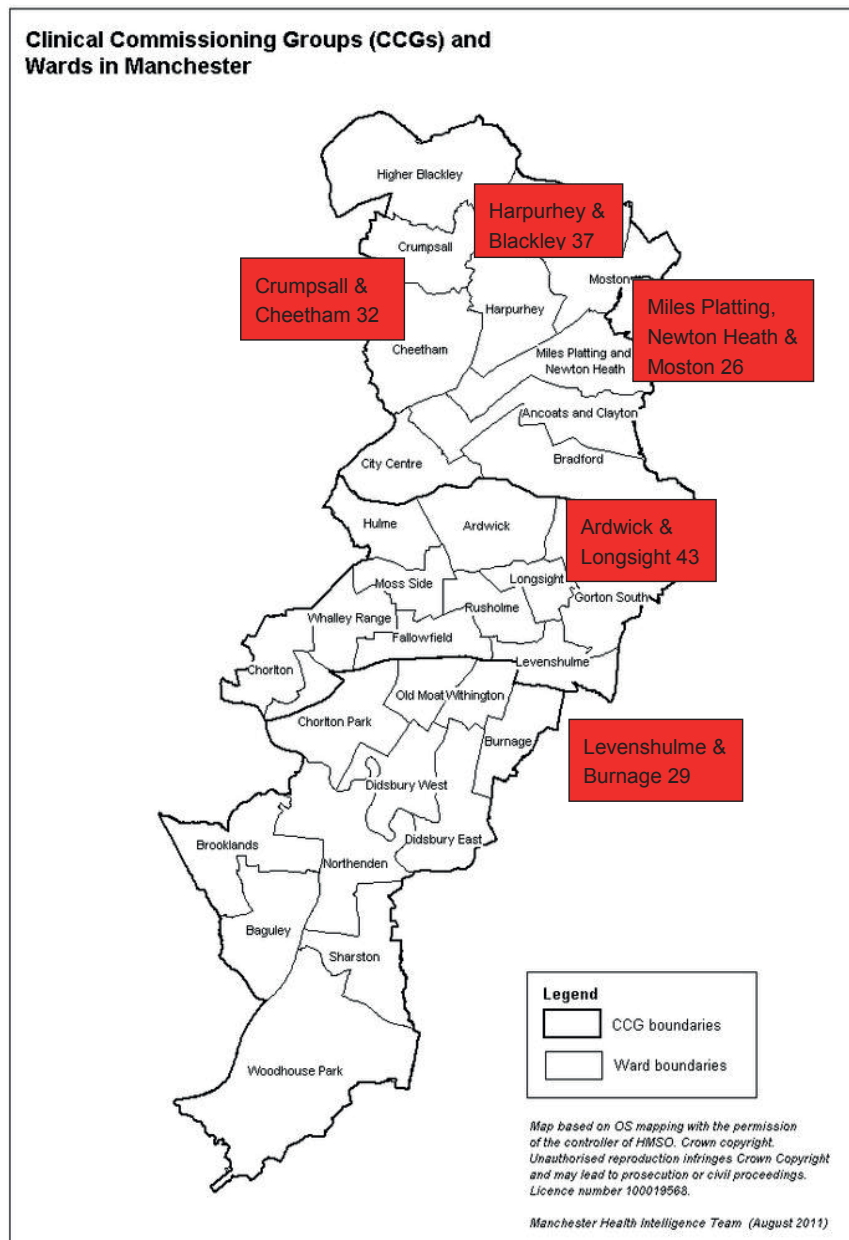 Clinical Commissioning Groups (CCGs) and
Wards in Manchester
Higher Blackley
Harpurhey &
Blackley 37
Crumpsall
Crumpsall &
Cheetham 32
Moston
Miles Platting,
Newton Heath &
Moston 26
Harpurhey
Cheetham
Miles Platting and
Newton Heath
Ancoats and Clayton
City Centre
Bradford
Hulme
Ardwick
Ardwick &
Longsight 43
Moss Side
Longsight
Gorton South
Rusholme
Whalley Range
Fallowfield
Levenshulme
Chorlton
Old Moat
Withington
Chorlton Park
Burnage
Levenshulme &
Burnage 29
Didsbury West
Didsbury East
Brooklands
Northenden
Baguley
Sharston
Woodhouse Park
Legend
CCG boundaries
Ward boundaries
Map based on OS mapping with the permission
of the controller of HMSO. Crown copyright.
Unauthorised reproduction infringes Crown Copyright
and may lead to prosecution or civil proceedings.
Licence number 100019568.
Manchester Health Intelligence Team (August 2011)